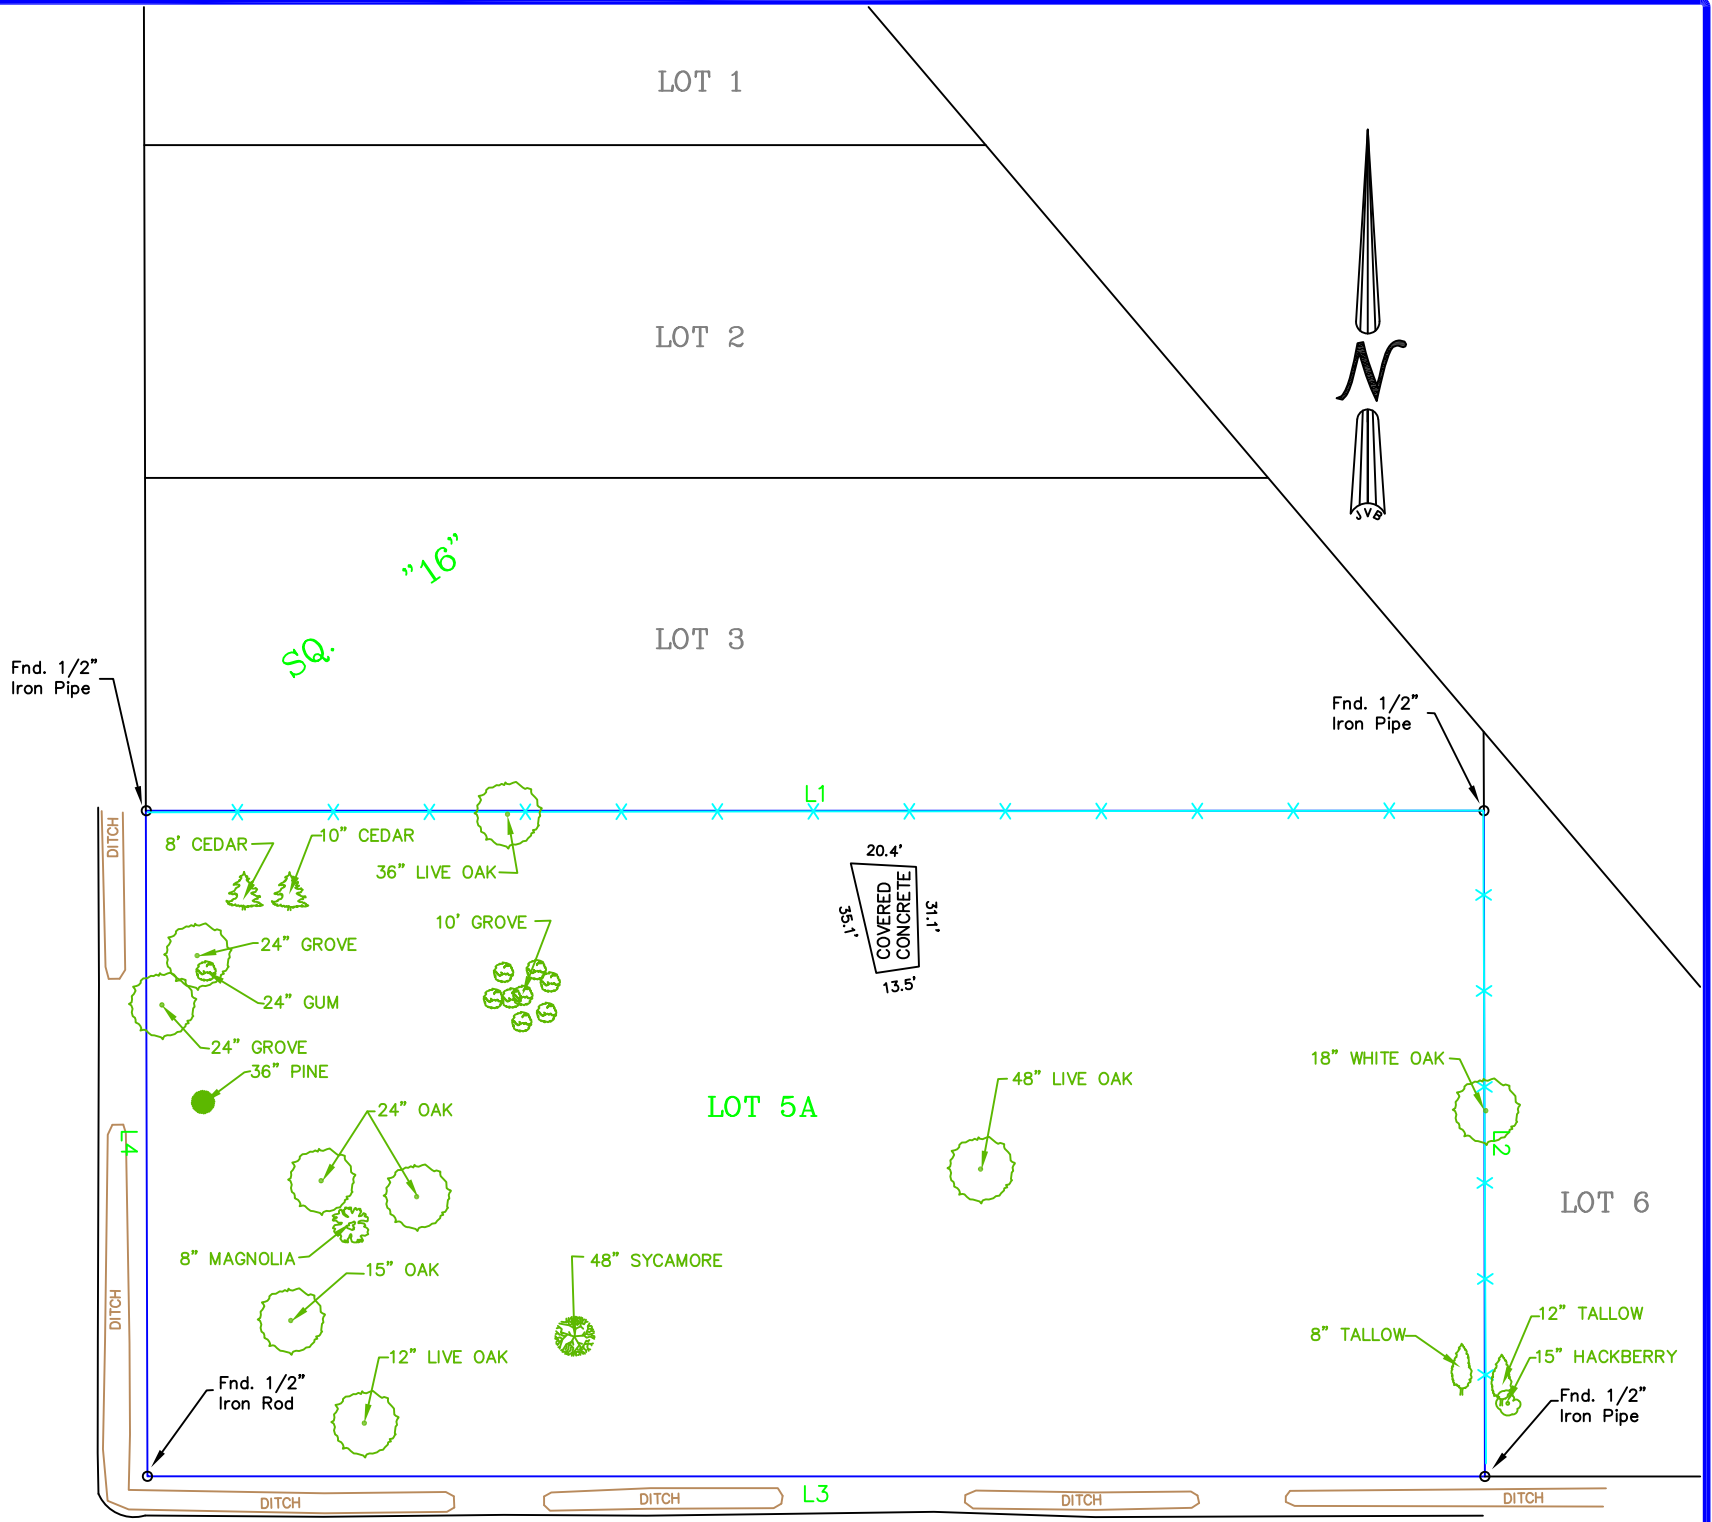 LOT 1
LOT 2
N
JVB
"16"
SQ.
LOT 3
Fnd. 1/2"
Iron Pipe
Fnd. 1/2"
Iron Pipe
L1
DITCH
8' CEDAR
10" CEDAR
36" LIVE OAK
20.4'
35.1'
COVERED
CONCRETE
31.1'
13.5'
10' GROVE
24" GROVE
24" GUM
24" GROVE
36" PINE
18" WHITE OAK
48" LIVE OAK
24" OAK
LOT 5A
L4
L2
LOT 6
8" MAGNOLIA
15" OAK
48" SYCAMORE
12" TALLOW
8" TALLOW
15" HACKBERRY
12" LIVE OAK
DITCH
Fnd. 1/2"
Iron Rod
Fnd. 1/2"
Iron Pipe
DITCH
DITCH
L3
DITCH
DITCH